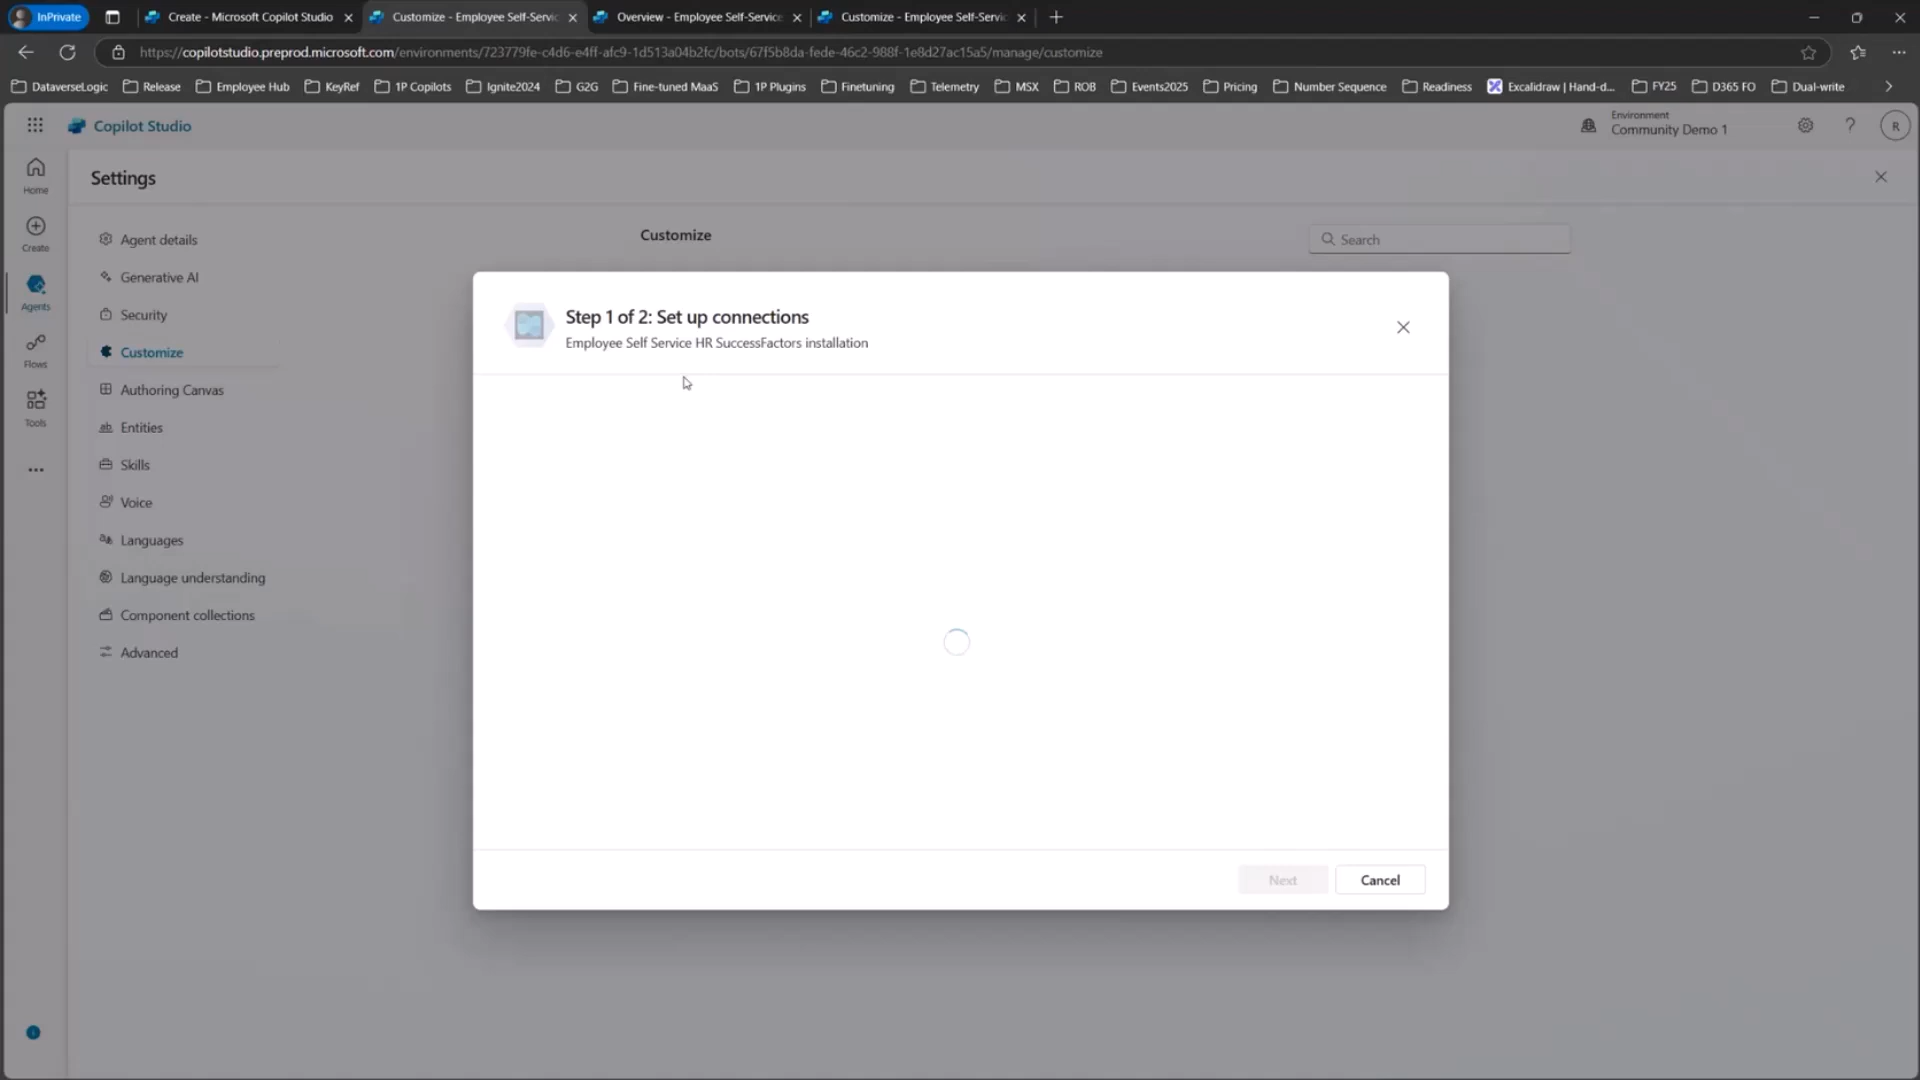 InPrivate
Create - Microsoft Copilot Studio
Customize - Employee Self-Servic
Overview - Employee Self-Service
Customize - Employee Self-Servic
https://copilotstudio.preprod.microsoft.com/environments/723779fe-c4d6-e4ff-afc9-1d513a04b2fc/bots/67f5b8da-fede-46c2-988f-1e8d27ac15a5/manage/customize
DataverseLogic
Release
Employee Hub
KeyRef
1P Copilots
Ignite2024
G2G
Fine-tuned MaaS
1P Plugins
Finetuning
Telemetry
MSX
ROB
Events2025
Pricing
Number Sequence
Readiness
Excalidraw | Hand-d...
FY25
D365 FO
Dual-write
Copilot Studio
Environment
Community Demo 1
?
R
Home
Create
Agents
Flows
Tools
Settings
Agent details
Generative AI
Security
Customize
Authoring Canvas
Entities
Skills
Voice
Languages
Language understanding
Component collections
Advanced
Customize
Search
Step 1 of 2: Set up connections
Employee Self Service HR SuccessFactors installation
Next
Cancel